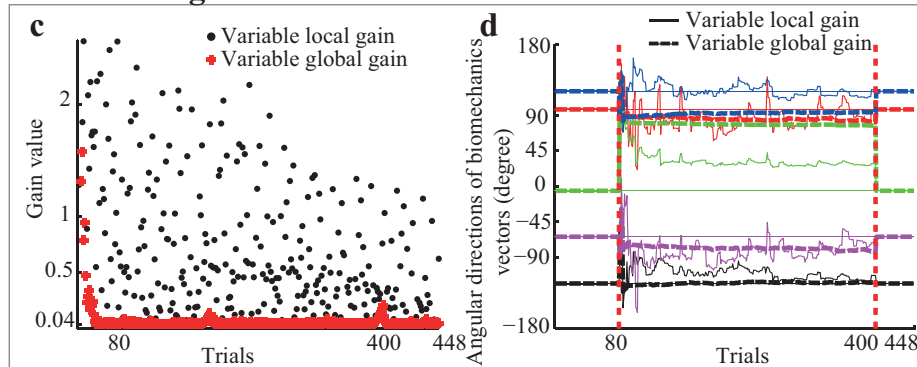 c
Variable local gain
Variable global gain
Gain value
2
1
0.5
0.04
80
400
448
Trials
d
Variable local gain
Variable global gain
Angular directions of biomechanics
vectors (degree)
180
90
45
0
−45
−90
−180
80
400 448
Trials